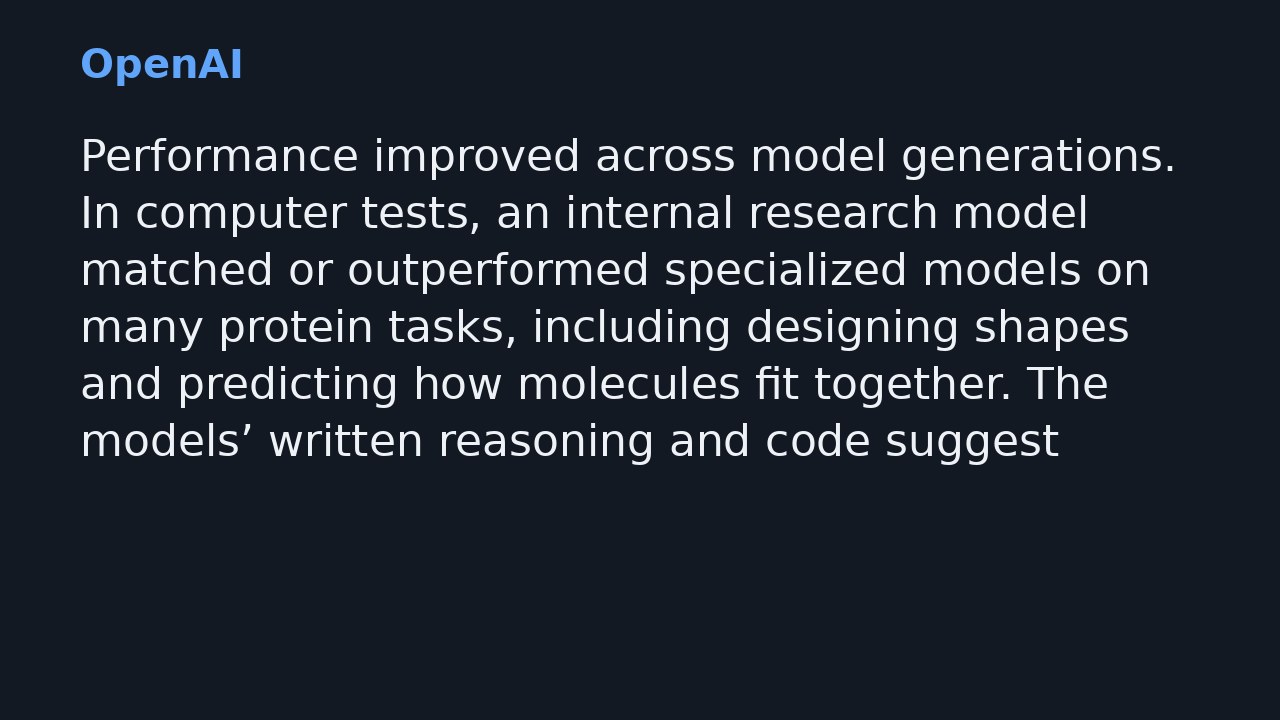 OpenAI
Performance improved across model generations.
In computer tests, an internal research model
matched or outperformed specialized models on
many protein tasks, including designing shapes
and predicting how molecules fit together. The
models’ written reasoning and code suggest